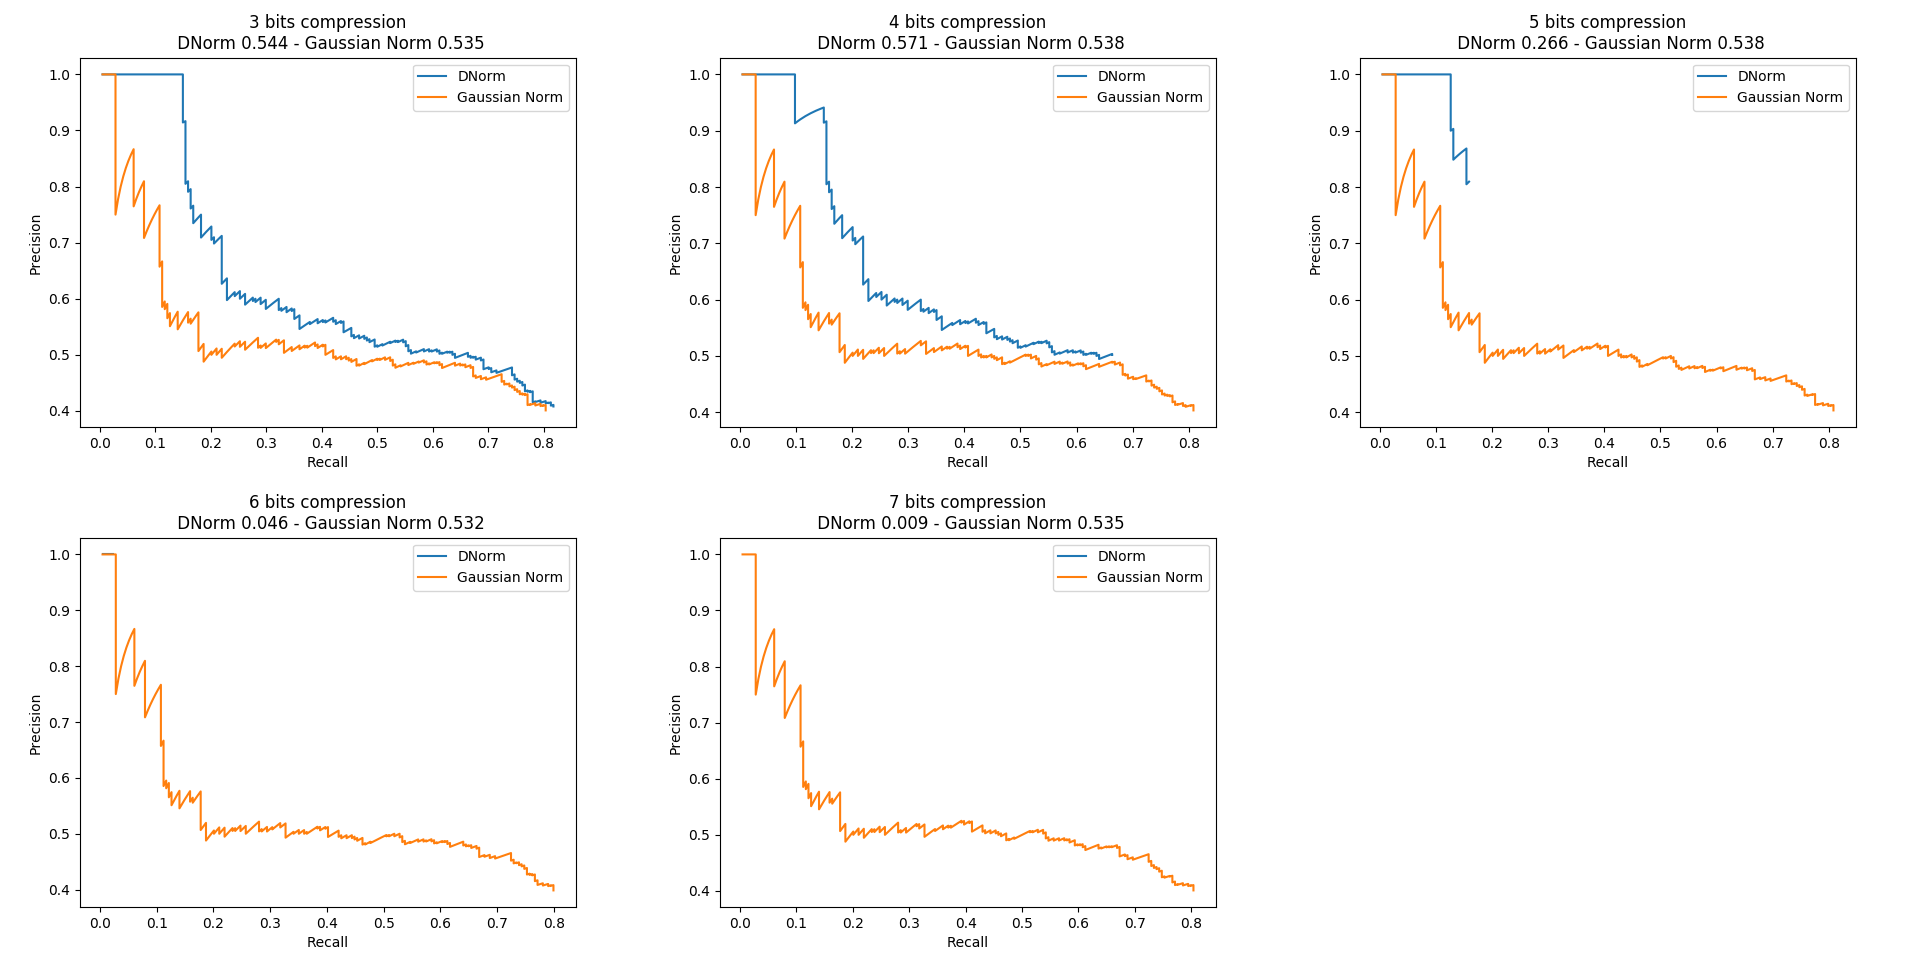 3 bits compression
DNorm 0.544 - Gaussian Norm 0.535
DNorm
Gaussian Norm
1.0
0.9
0.8
0.7
0.6
0.5
0.4
Precision
0.0 0.1 0.2 0.3 0.4 0.5 0.6 0.7 0.8
Recall
4 bits compression
DNorm 0.571 - Gaussian Norm 0.538
DNorm
Gaussian Norm
1.0
0.9
0.8
0.7
0.6
0.5
0.4
Precision
0.0 0.1 0.2 0.3 0.4 0.5 0.6 0.7 0.8
Recall
5 bits compression
DNorm 0.266 - Gaussian Norm 0.538
DNorm
Gaussian Norm
1.0
0.9
0.8
0.7
0.6
0.5
0.4
Precision
0.0 0.1 0.2 0.3 0.4 0.5 0.6 0.7 0.8
Recall
6 bits compression
DNorm 0.046 - Gaussian Norm 0.532
DNorm
Gaussian Norm
1.0
0.9
0.8
0.7
0.6
0.5
0.4
Precision
0.0 0.1 0.2 0.3 0.4 0.5 0.6 0.7 0.8
Recall
7 bits compression
DNorm 0.009 - Gaussian Norm 0.535
DNorm
Gaussian Norm
1.0
0.9
0.8
0.7
0.6
0.5
0.4
Precision
0.0 0.1 0.2 0.3 0.4 0.5 0.6 0.7 0.8
Recall